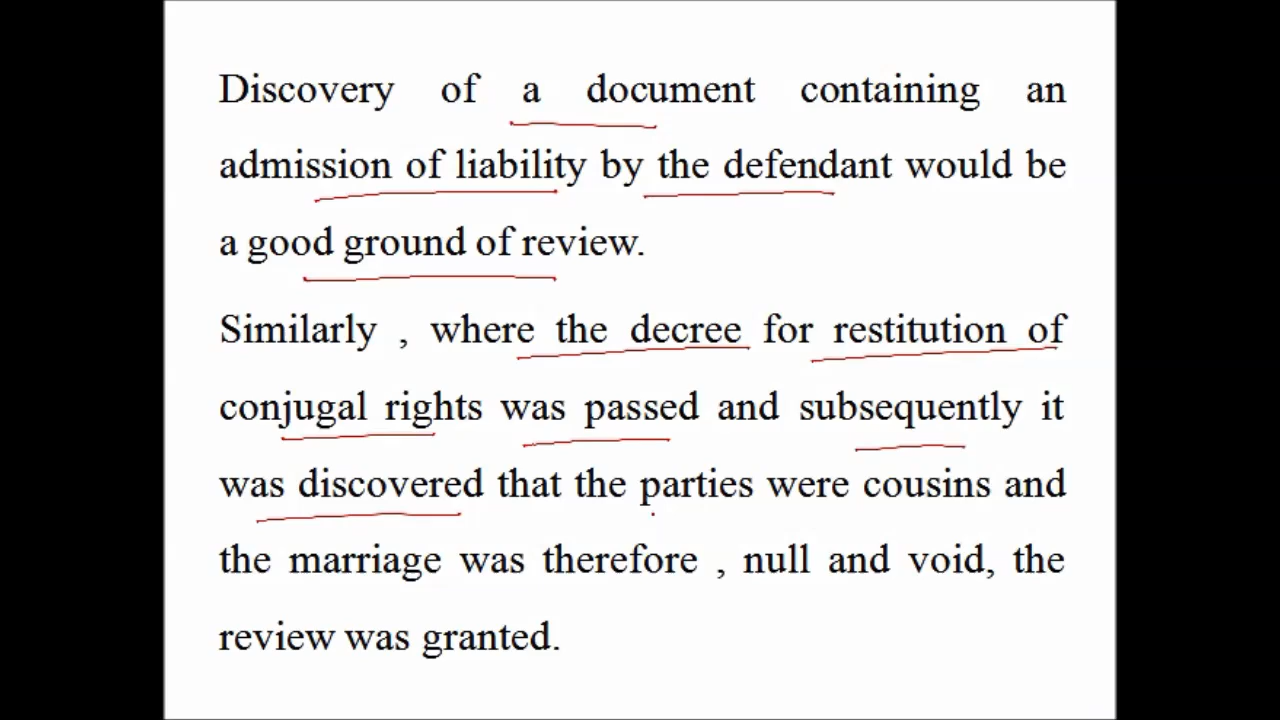 Discovery of a document containing an
admission of liability by the defendant would be
a good ground of review.
Similarly , where the decree for restitution of
conjugal rights was passed and subsequently it
was discovered that the parties were cousins and
the marriage was therefore , null and void, the
review was granted.